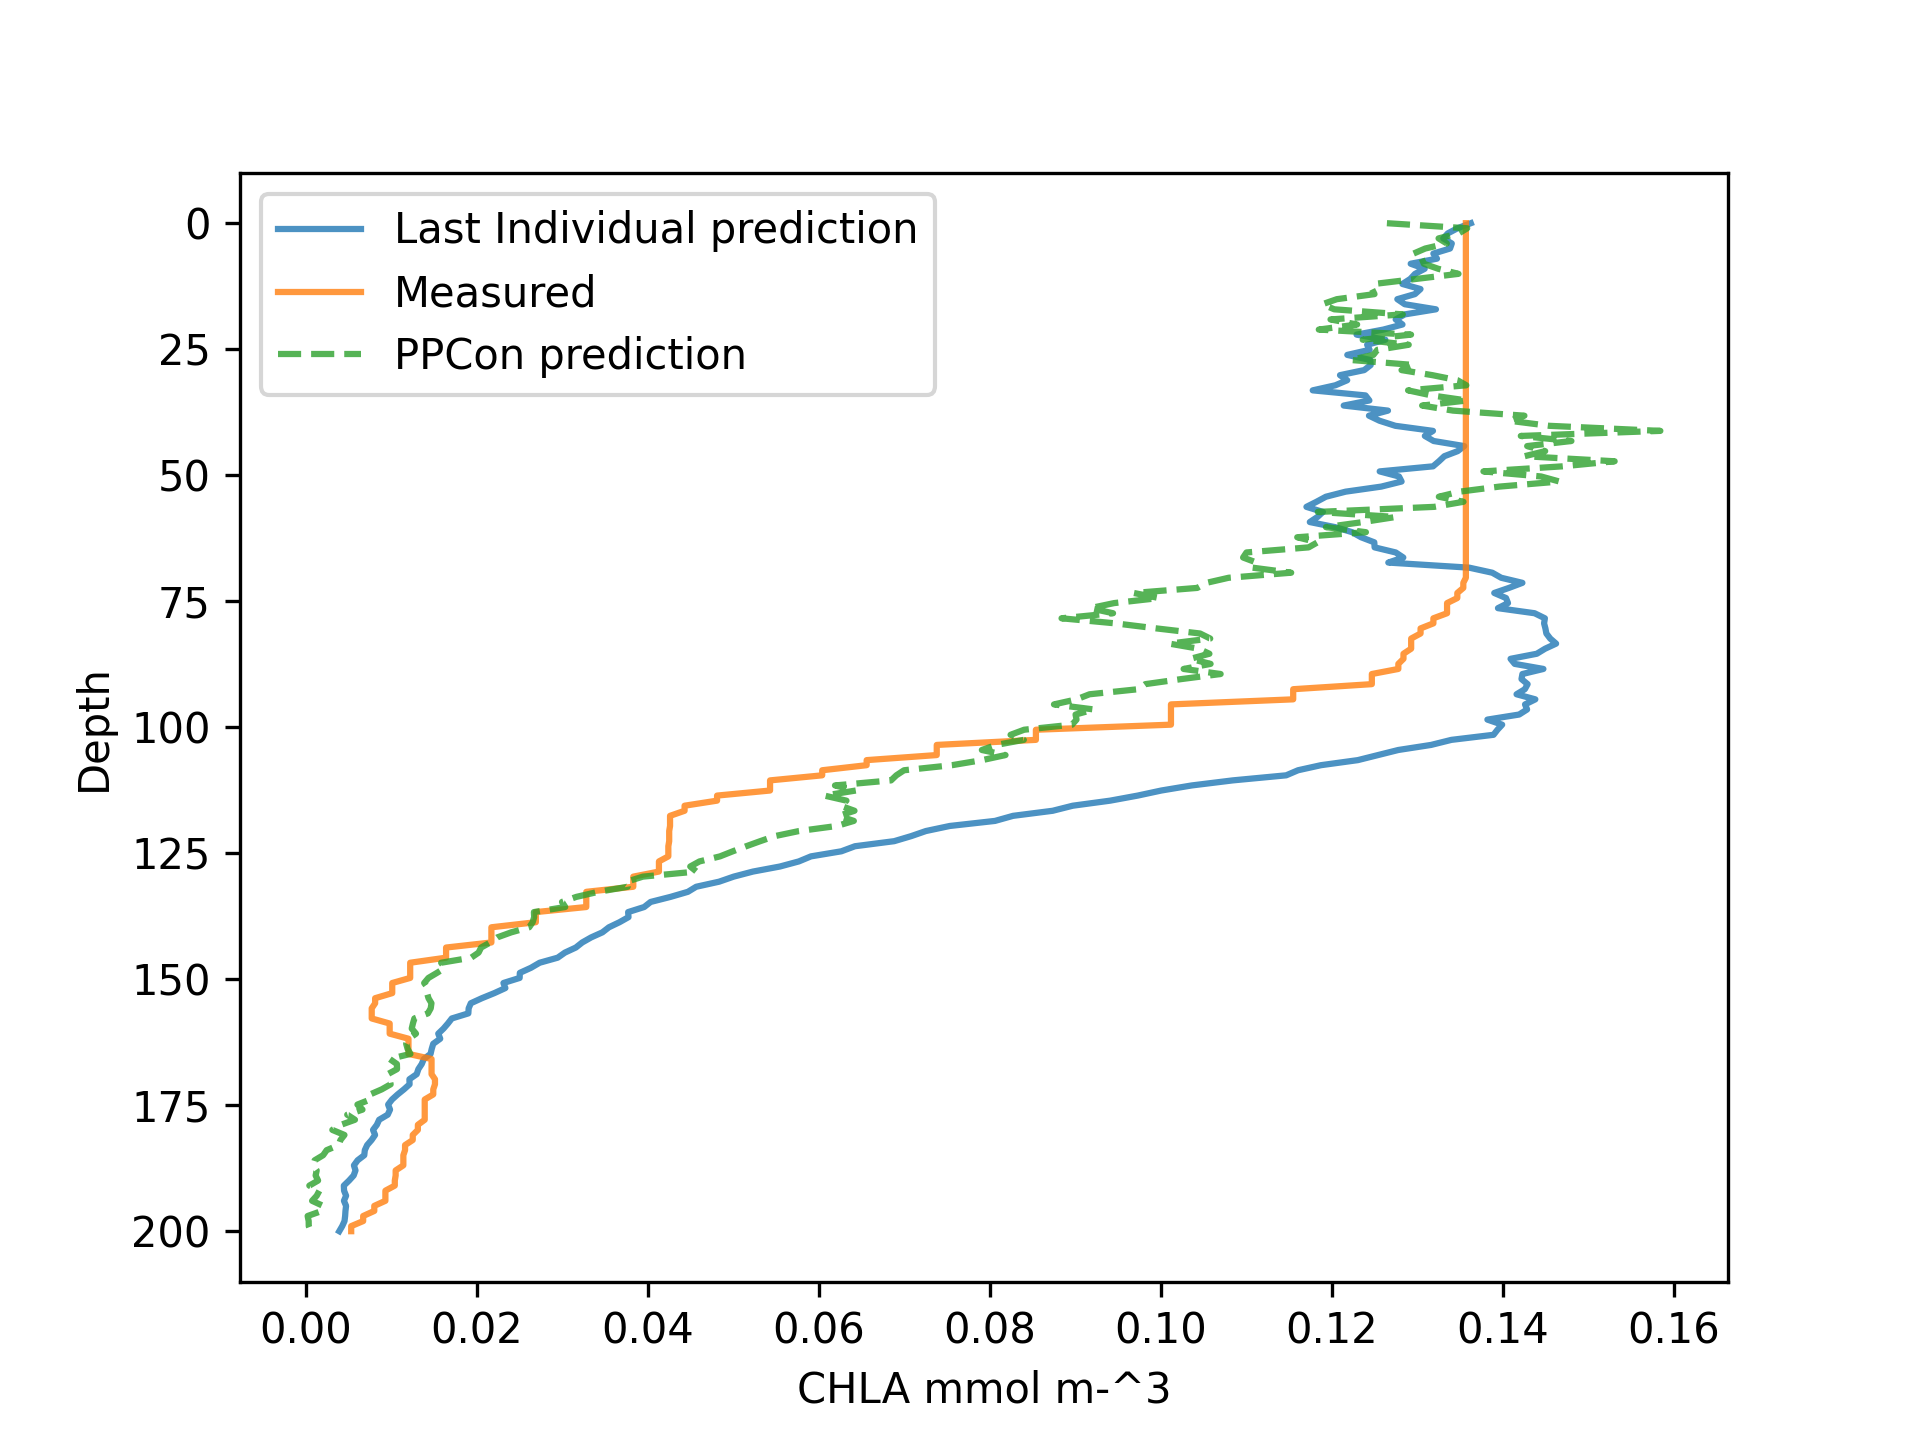 Last Individual prediction
Measured
PPCon prediction
Depth
0
25
50
75
100
125
150
175
200
0.00 0.02 0.04 0.06 0.08 0.10 0.12 0.14 0.16
CHLA mmol m-^3